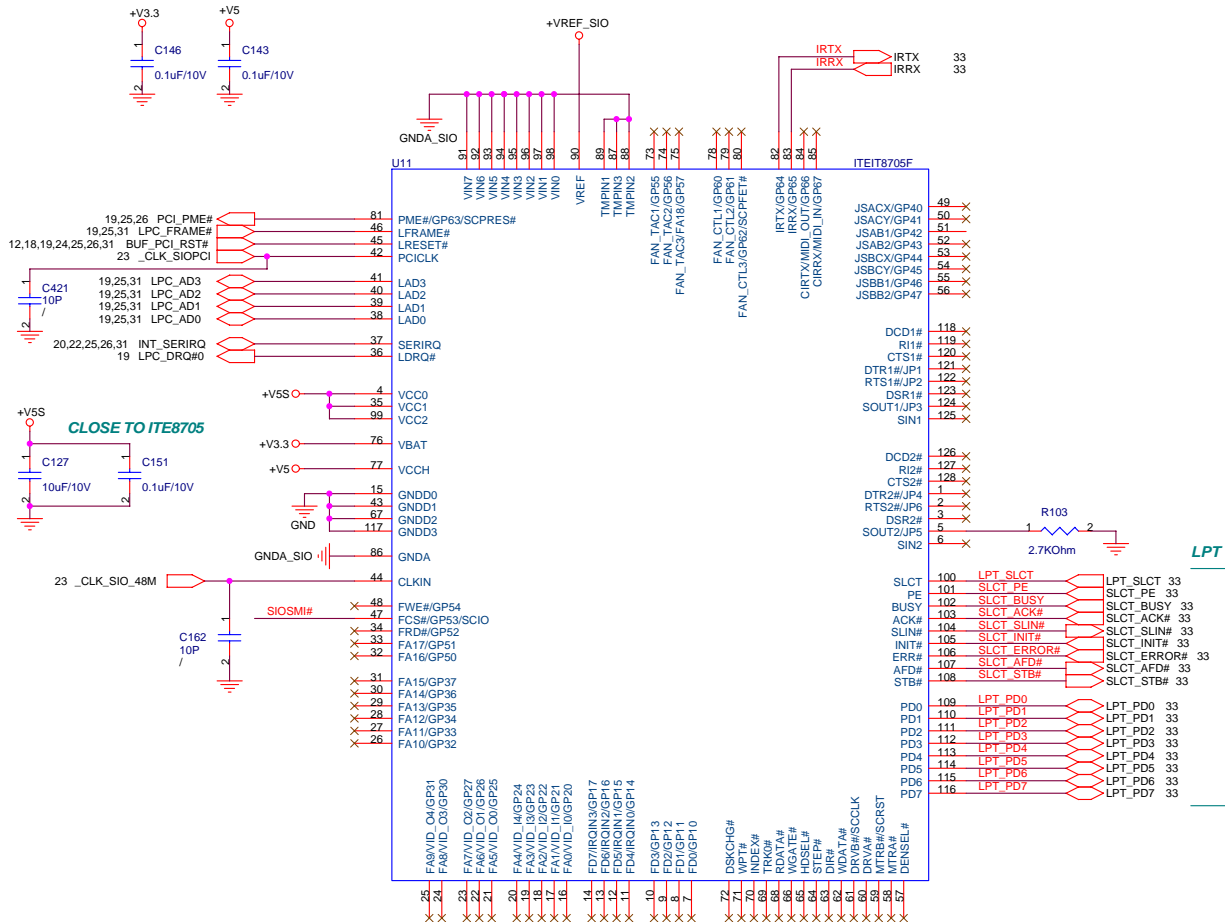 +V3.3
+V5
+VREF_SIO
1
C146
0.1uF/10V
2
1
C143
0.1uF/10V
2
IRTX
IRTX 33
IRRX
IRRX 33
GNDA_SIO
91 92 93 94 95 96 97 98 90 89 87 88 73 74 75 78 79 80 82 83 84 85
U11
ITEIT8705F
VIN7
VIN6
VIN5
VIN4
VIN3
VIN2
VIN1
VIN0
VREF
TMPIN1
TMPIN3
TMPIN2
FAN_TAC1/GP55
FAN_TAC2/GP56
FAN_TAC3/FA18/GP57
FAN_CTL1/GP60
FAN_CTL2/GP61
FAN_CTL3/GP62/SCPFET#
IRTX/GP64
IRRX/GP65
CIRTX/MIDI_OUT/GP66
CIRRX/MIDI_IN/GP67
19,25,26 PCI_PME# 81 PME#/GP63/SCPRES#
19,25,31 LPC_FRAME# 46 LFRAME#
12,18,19,24,25,26,31 BUF_PCI_RST# 45 LRESET#
23 _CLK_SIOPCI 42 PCICLK
1
C421
10P
/
2
19,25,31 LPC_AD3 41 LAD3
19,25,31 LPC_AD2 40 LAD2
19,25,31 LPC_AD1 39 LAD1
19,25,31 LPC_AD0 38 LAD0
20,22,25,26,31 INT_SERIRQ 37 SERIRQ
19 LPC_DRQ#0 36 LDRQ#
+V5S 4 VCC0
35 VCC1
99 VCC2
+V3.3 76 VBAT
+V5 77 VCCH
15 GNDD0
43 GNDD1
67 GNDD2
117 GNDD3
GND
GNDA_SIO 86 GNDA
23 _CLK_SIO_48M 44 CLKIN
+V5S
CLOSE TO ITE8705
1
C127
10uF/10V
2
1
C151
0.1uF/10V
2
1
C162
10P
/
2
48 FWE#/GP54
SIOSMI# 47 FCS#/GP53/SCIO
34 FRD#/GP52
33 FA17/GP51
32 FA16/GP50
31 FA15/GP37
30 FA14/GP36
29 FA13/GP35
28 FA12/GP34
27 FA11/GP33
26 FA10/GP32
JSACX/GP40 49
JSACY/GP41 50
JSAB1/GP42 51
JSAB2/GP43 52
JSBCX/GP44 53
JSBCY/GP45 54
JSBB1/GP46 55
JSBB2/GP47 56
DCD1# 118
RI1# 119
CTS1# 120
DTR1#/JP1 121
RTS1#/JP2 122
DSR1# 123
SOUT1/JP3 124
SIN1 125
DCD2# 126
RI2# 127
CTS2# 128
DTR2#/JP4 1
RTS2#/JP6 2
DSR2# 3
SOUT2/JP5 5
SIN2 6
R103
1 2
2.7KOhm
LPT
SLCT 100 LPT_SLCT LPT_SLCT 33
PE 101 SLCT_PE SLCT_PE 33
BUSY 102 SLCT_BUSY SLCT_BUSY 33
ACK# 103 SLCT_ACK# SLCT_ACK# 33
SLIN# 104 SLCT_SLIN# SLCT_SLIN# 33
INIT# 105 SLCT_INIT# SLCT_INIT# 33
ERR# 106 SLCT_ERROR# SLCT_ERROR# 33
AFD# 107 SLCT_AFD# SLCT_AFD# 33
STB# 108 SLCT_STB# SLCT_STB# 33
PD0 109 LPT_PD0 LPT_PD0 33
PD1 110 LPT_PD1 LPT_PD1 33
PD2 111 LPT_PD2 LPT_PD2 33
PD3 112 LPT_PD3 LPT_PD3 33
PD4 113 LPT_PD4 LPT_PD4 33
PD5 114 LPT_PD5 LPT_PD5 33
PD6 115 LPT_PD6 LPT_PD6 33
PD7 116 LPT_PD7 LPT_PD7 33
FA9/VID_O4/GP31
FA8/VID_O3/GP30
FA7/VID_O2/GP27
FA6/VID_O1/GP26
FA5/VID_O0/GP25
FA4/VID_I4/GP24
FA3/VID_I3/GP23
FA2/VID_I2/GP22
FA1/VID_I1/GP21
FA0/VID_I0/GP20
FD7/IRQIN3/GP17
FD6/IRQIN2/GP16
FD5/IRQIN1/GP15
FD4/IRQIN0/GP14
FD3/GP13
FD2/GP12
FD1/GP11
FD0/GP10
DSKCHG#
WPT#
INDEX#
TRK0#
RDATA#
WGATE#
HDSEL#
STEP#
DIR#
WDATA#
DRVB#/SCCLK
DRVA#
MTRB#/SCRST
MTRA#
DENSEL#
25 24 23 22 21 20 19 18 17 16 14 13 12 11 10 9 8 7 72 71 70 69 68 66 65 64 63 62 61 60 59 58 57